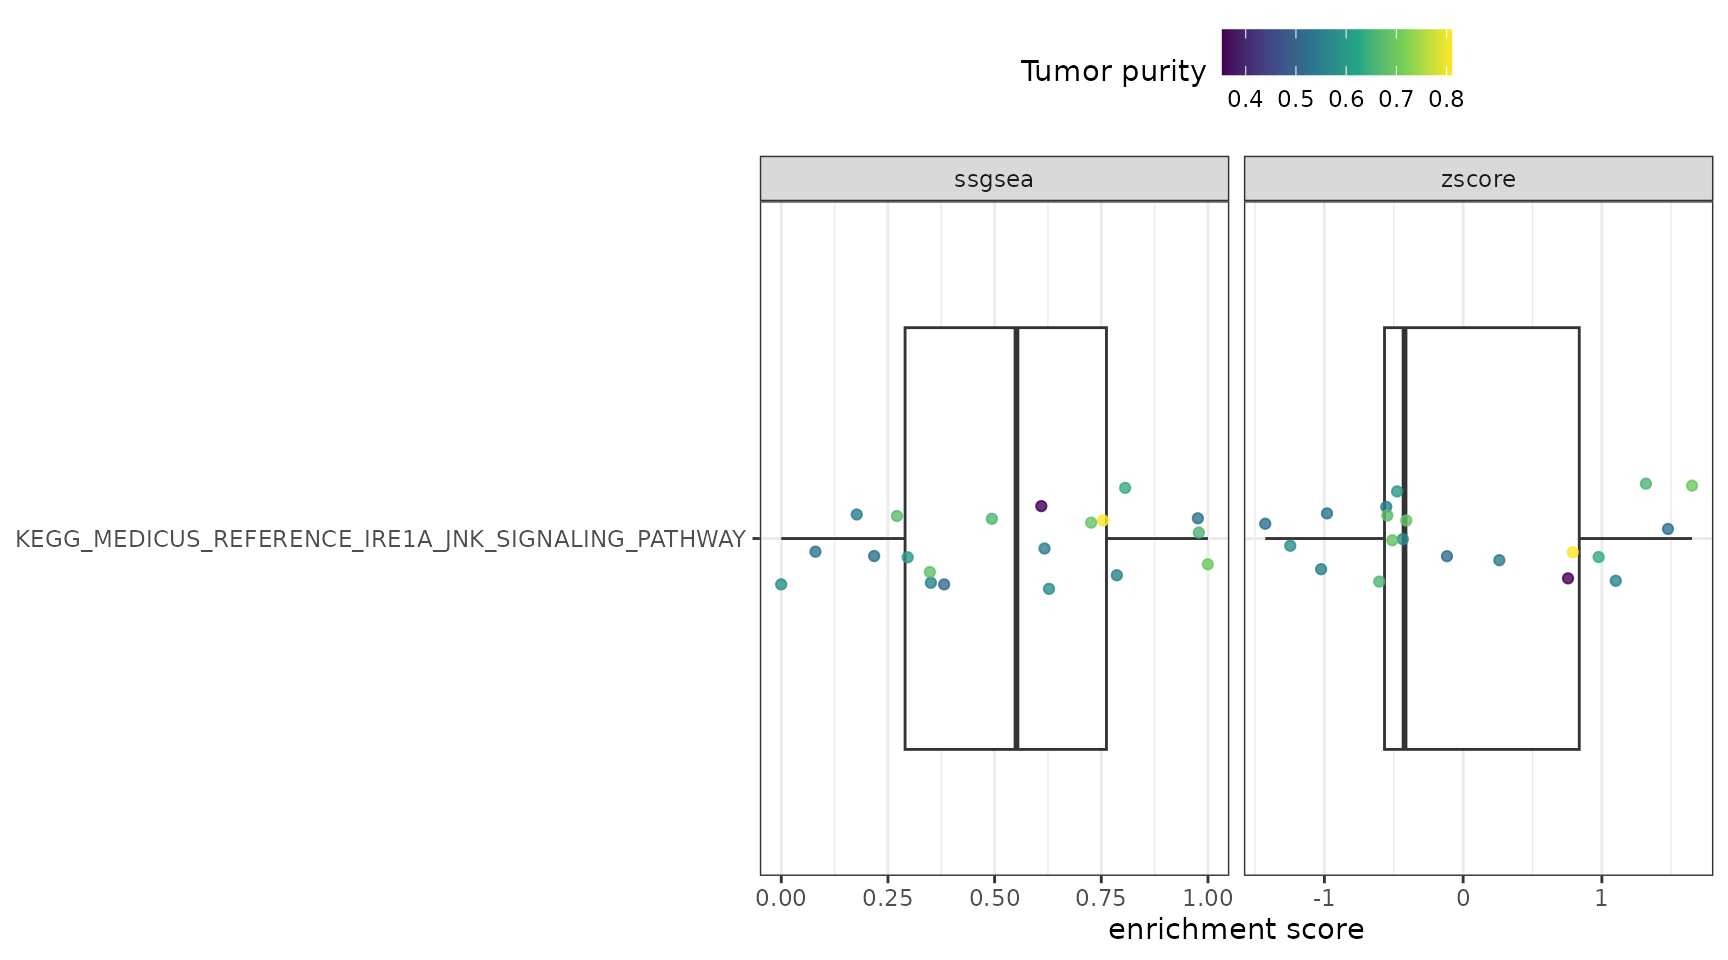 Tumor purity
0.4 0.5 0.6 0.7 0.8
ssgsea zscore
KEGG_MEDICUS_REFERENCE_IRE1A_JNK_SIGNALING_PATHWAY
0.00 0.25 0.50 0.75 1.00 -1 0 1
enrichment score